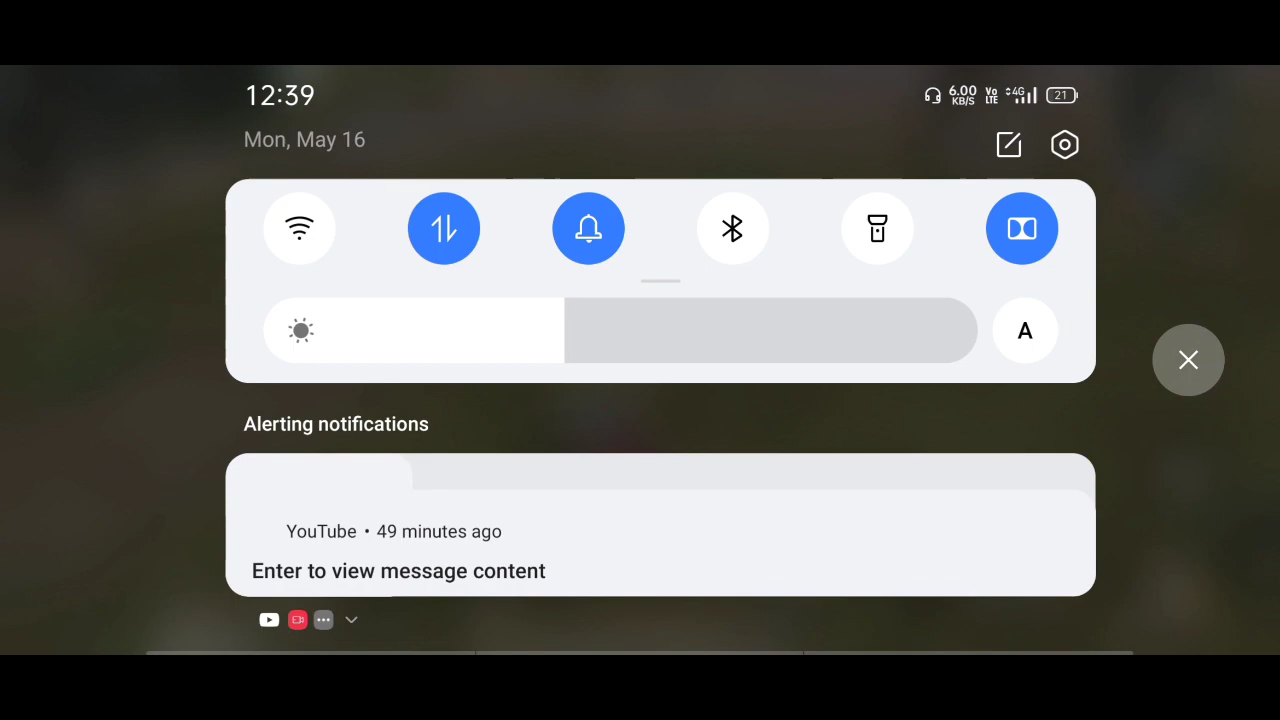 12:39
6.00 KB/S Vo LTE 4G 21
Mon, May 16
A
Alerting notifications
YouTube • 49 minutes ago
Enter to view message content